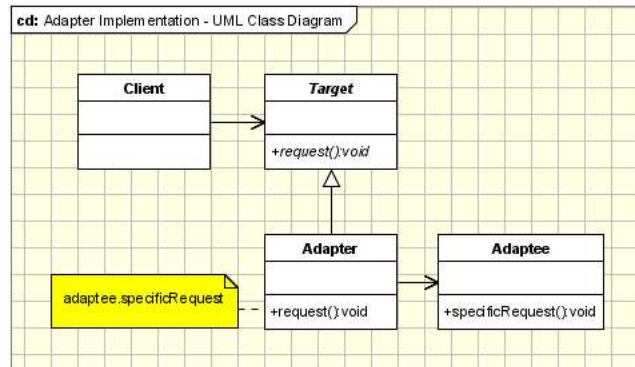 cd: Adapter Implementation - UML Class Diagram
Client
Target
+request():void
Adapter
Adaptee
adaptee.specificRequest
+request():void
+specificRequest():void